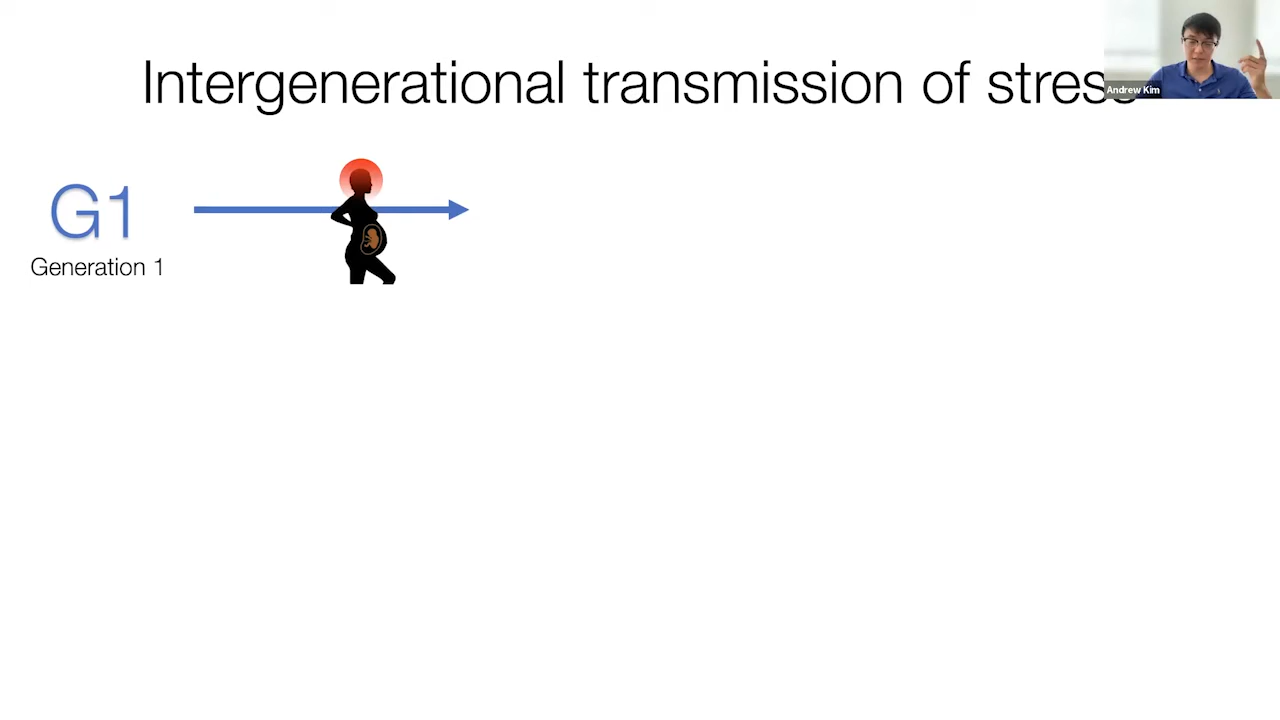 Intergenerational transmission of stress
Andrew Kim
G1
Generation 1